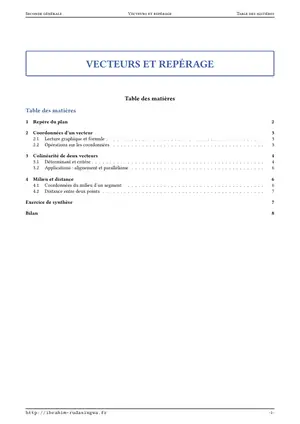 Seconde générale Vecteurs et repérage Table des matières
VECTEURS ET REPÉRAGE
Table des matières
Table des matières
1 Repère du plan 2
2 Coordonnées d'un vecteur 3
2.1 Lecture graphique et formule 3
2.2 Opérations sur les coordonnées 3
3 Colinéarité de deux vecteurs 4
3.1 Déterminant et critère 4
3.2 Applications : alignement et parallélisme 4
4 Milieu et distance 6
4.1 Coordonnées du milieu d'un segment 6
4.2 Distance entre deux points 7
Exercice de synthèse 7
Bilan 8
http://ibrahim-rudasingwa.fr -1-